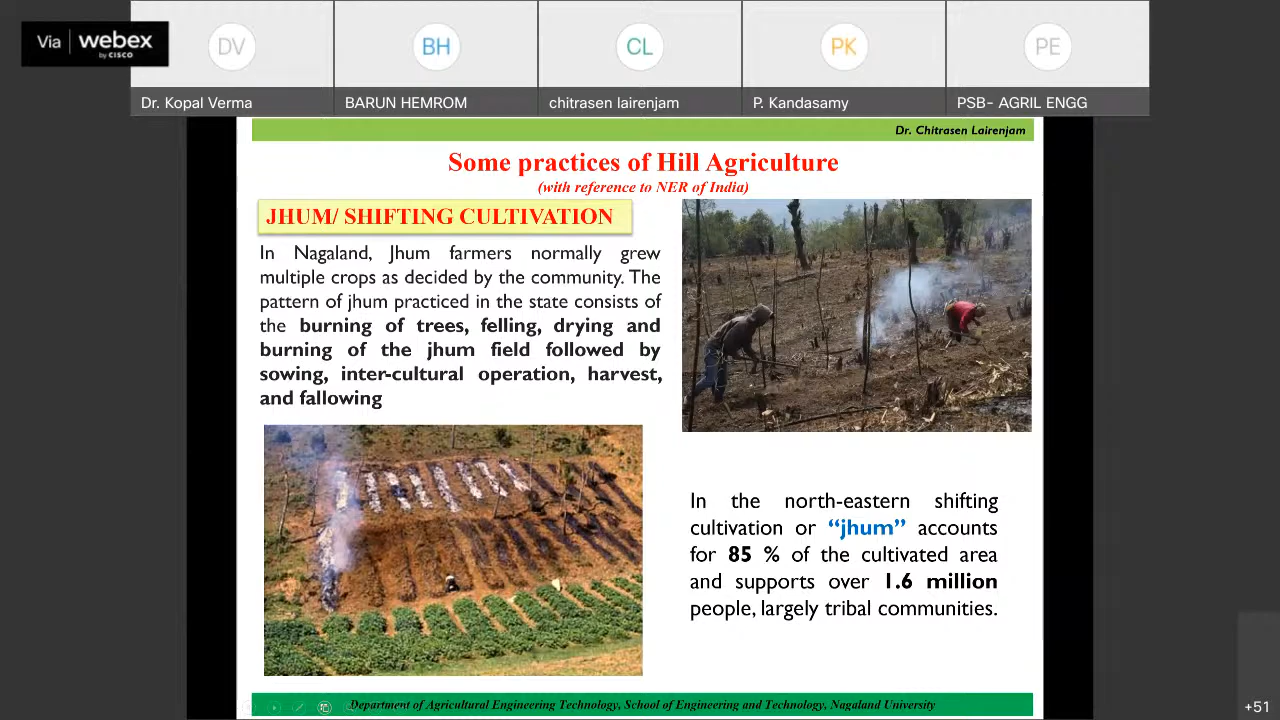 Via webex
by CISCO
DV
BH
CL
PK
PE
Dr. Kopal Verma
BARUN HEMROM
chitrasen lairenjam
P. Kandasamy
PSB- AGRIL ENGG
Dr. Chitrasen Lairenjam
Some practices of Hill Agriculture
(with reference to NER of India)
JHUM/ SHIFTING CULTIVATION
In Nagaland, Jhum farmers normally grew
multiple crops as decided by the community. The
pattern of jhum practiced in the state consists of
the burning of trees, felling, drying and
burning of the jhum field followed by
sowing, inter-cultural operation, harvest,
and fallowing
In the north-eastern shifting
cultivation or “jhum” accounts
for 85 % of the cultivated area
and supports over 1.6 million
people, largely tribal communities.
Department of Agricultural Engineering Technology, School of Engineering and Technology, Nagaland University
+51